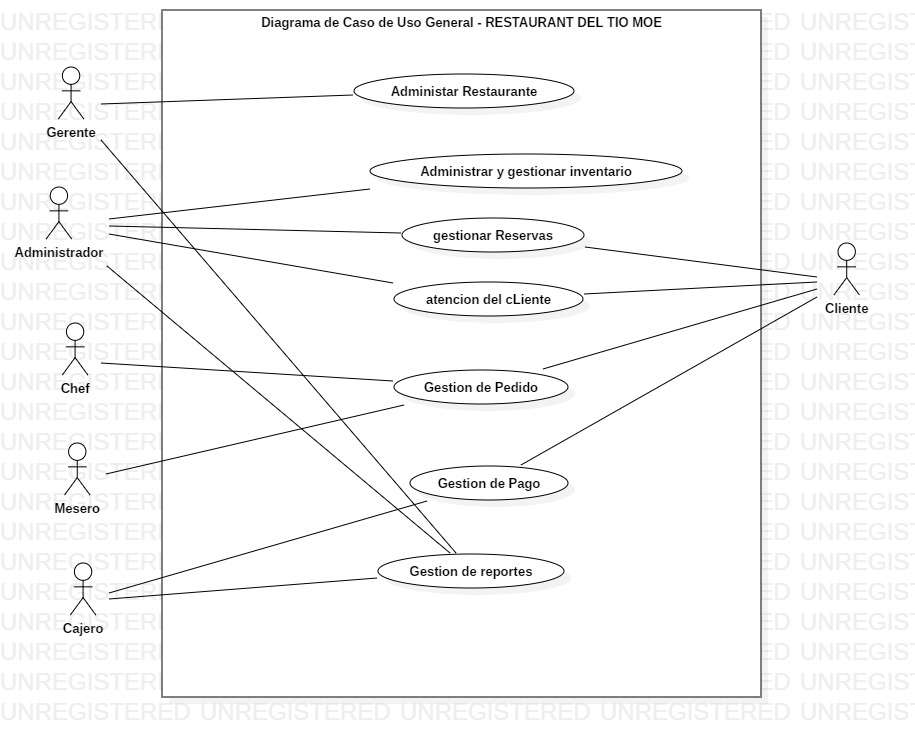 Diagrama de Caso de Uso General - RESTAURANT DEL TIO MOE
Administar Restaurante
Gerente
Administrar y gestionar inventario
gestionar Reservas
Administrador
atencion del cLiente
Cliente
Gestion de Pedido
Chef
Gestion de Pago
Mesero
Gestion de reportes
Cajero
UNREGISTERED UNREGISTERED UNREGISTERED UNREGISTERED UNREGIST